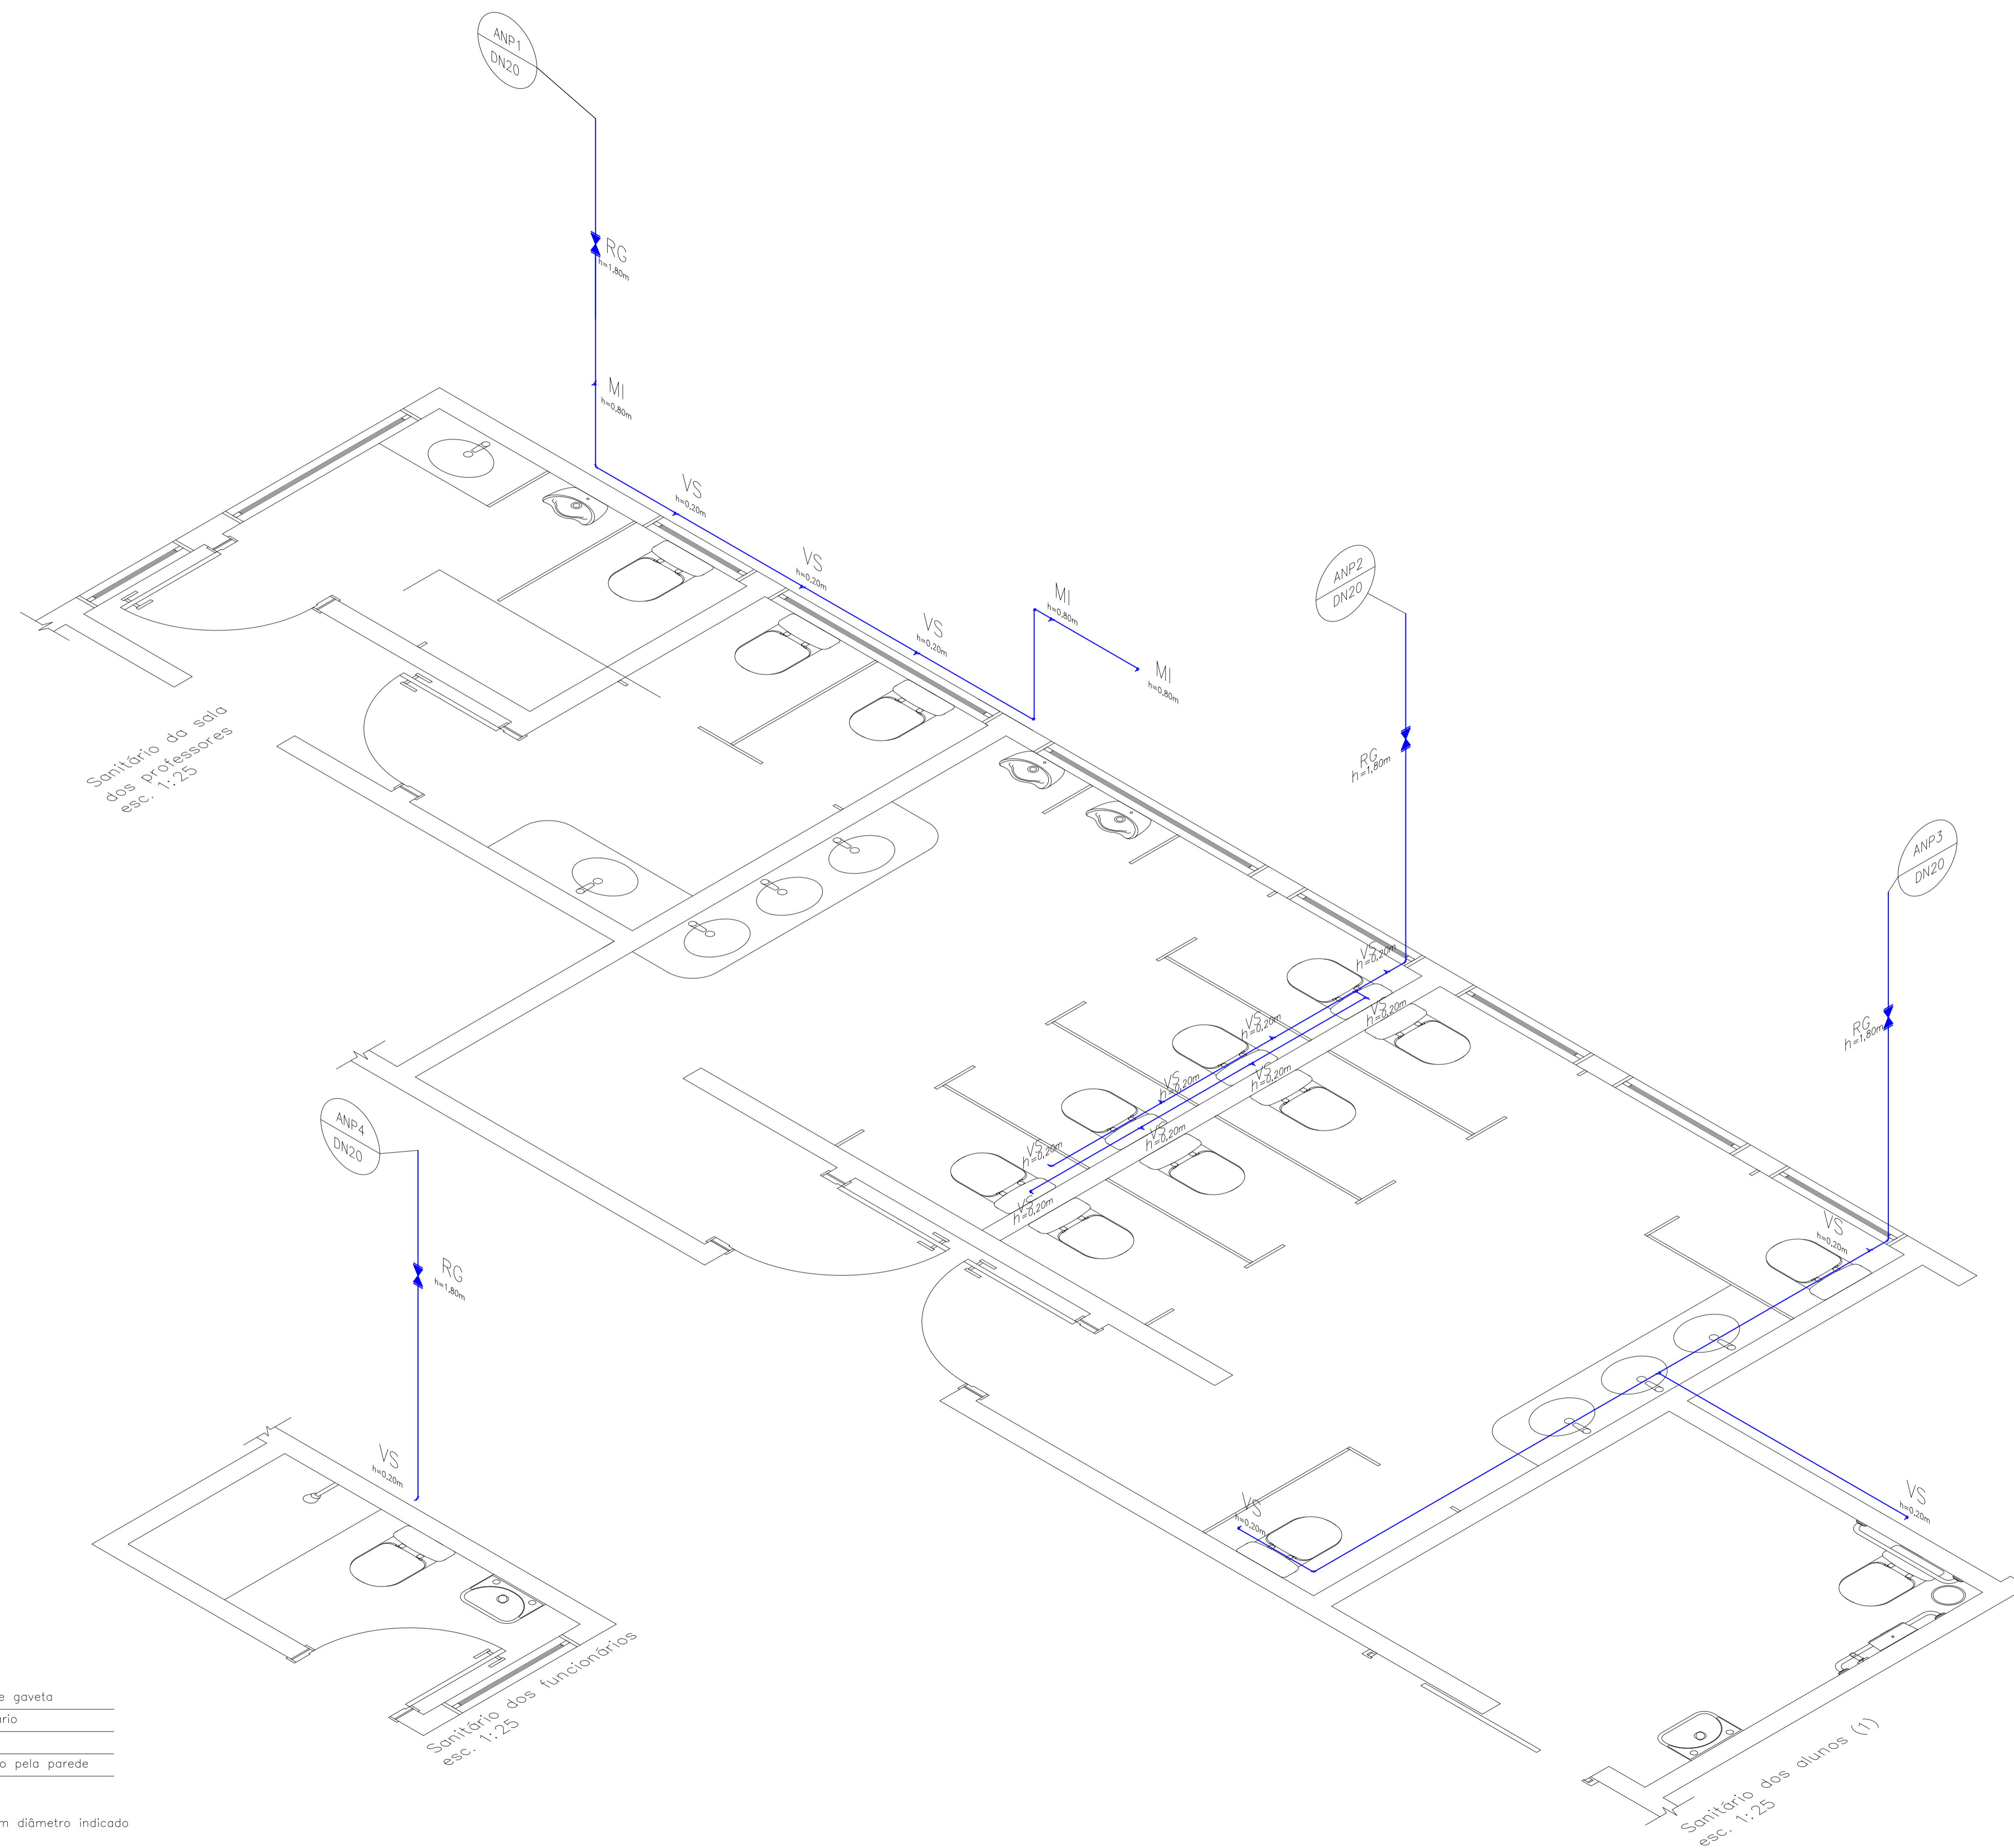 ANP1
DN20
RG
h=1,80m
MI
h=0,80m
VS
h=0,20m
VS
h=0,20m
VS
h=0,20m
MI
h=0,80m
MI
h=0,80m
ANP2
DN20
RG
h=1,80m
Sanitário da sala
dos professores
esc. 1:25
ANP3
DN20
RG
h=1,80m
VS
h=0,20m
VS
h=0,20m
VS
h=0,20m
VS
h=0,20m
VS
h=0,20m
VS
h=0,20m
VS
h=0,20m
VS
h=0,20m
ANP4
DN20
RG
h=1,80m
VS
h=0,20m
VS
h=0,20m
VS
h=0,20m
VS
h=0,20m
Sanitário dos funcionários
esc. 1:25
Sanitário dos alunos (1)
esc. 1:25
e gaveta
pela parede
diâmetro indicado